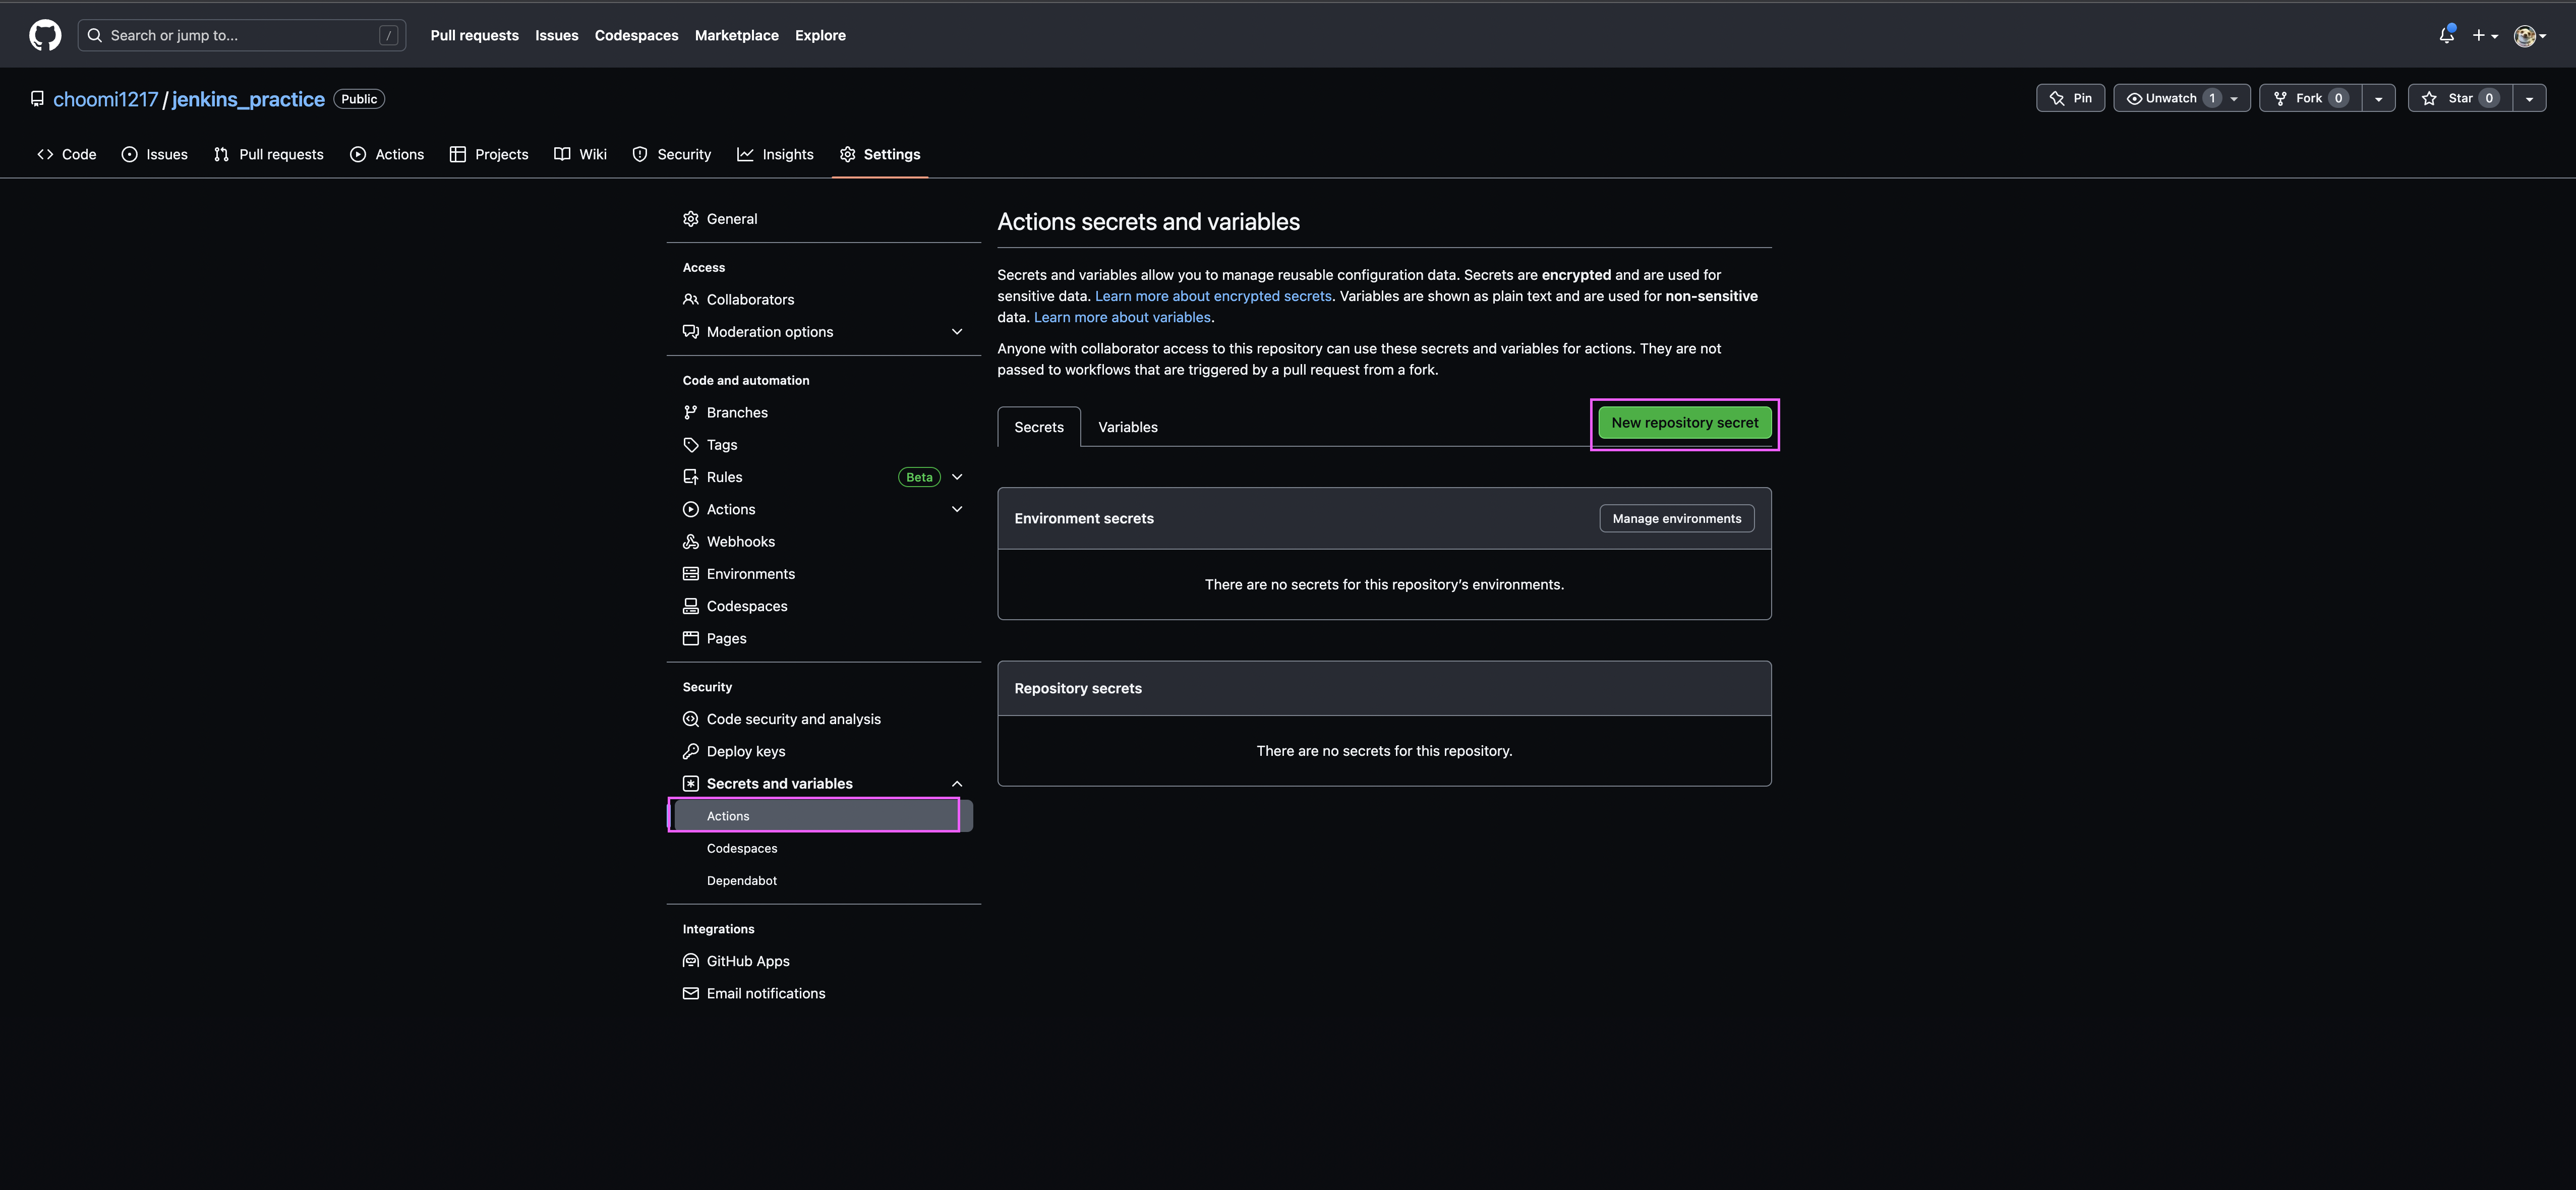 Search or jump to...
/
Pull requests
Issues
Codespaces
Marketplace
Explore
choomi1217/jenkins_practice
Public
Pin
Unwatch 1
Fork 0
Star 0
Code
Issues
Pull requests
Actions
Projects
Wiki
Security
Insights
Settings
General
Access
Collaborators
Moderation options
Code and automation
Branches
Tags
Rules
Beta
Actions
Webhooks
Environments
Codespaces
Pages
Security
Code security and analysis
Deploy keys
Secrets and variables
Actions
Codespaces
Dependabot
Integrations
GitHub Apps
Email notifications
Actions secrets and variables
Secrets and variables allow you to manage reusable configuration data. Secrets are encrypted and are used for
sensitive data. Learn more about encrypted secrets. Variables are shown as plain text and are used for non-sensitive
data. Learn more about variables.
Anyone with collaborator access to this repository can use these secrets and variables for actions. They are not
passed to workflows that are triggered by a pull request from a fork.
Secrets
Variables
New repository secret
Environment secrets
Manage environments
There are no secrets for this repository’s environments.
Repository secrets
There are no secrets for this repository.